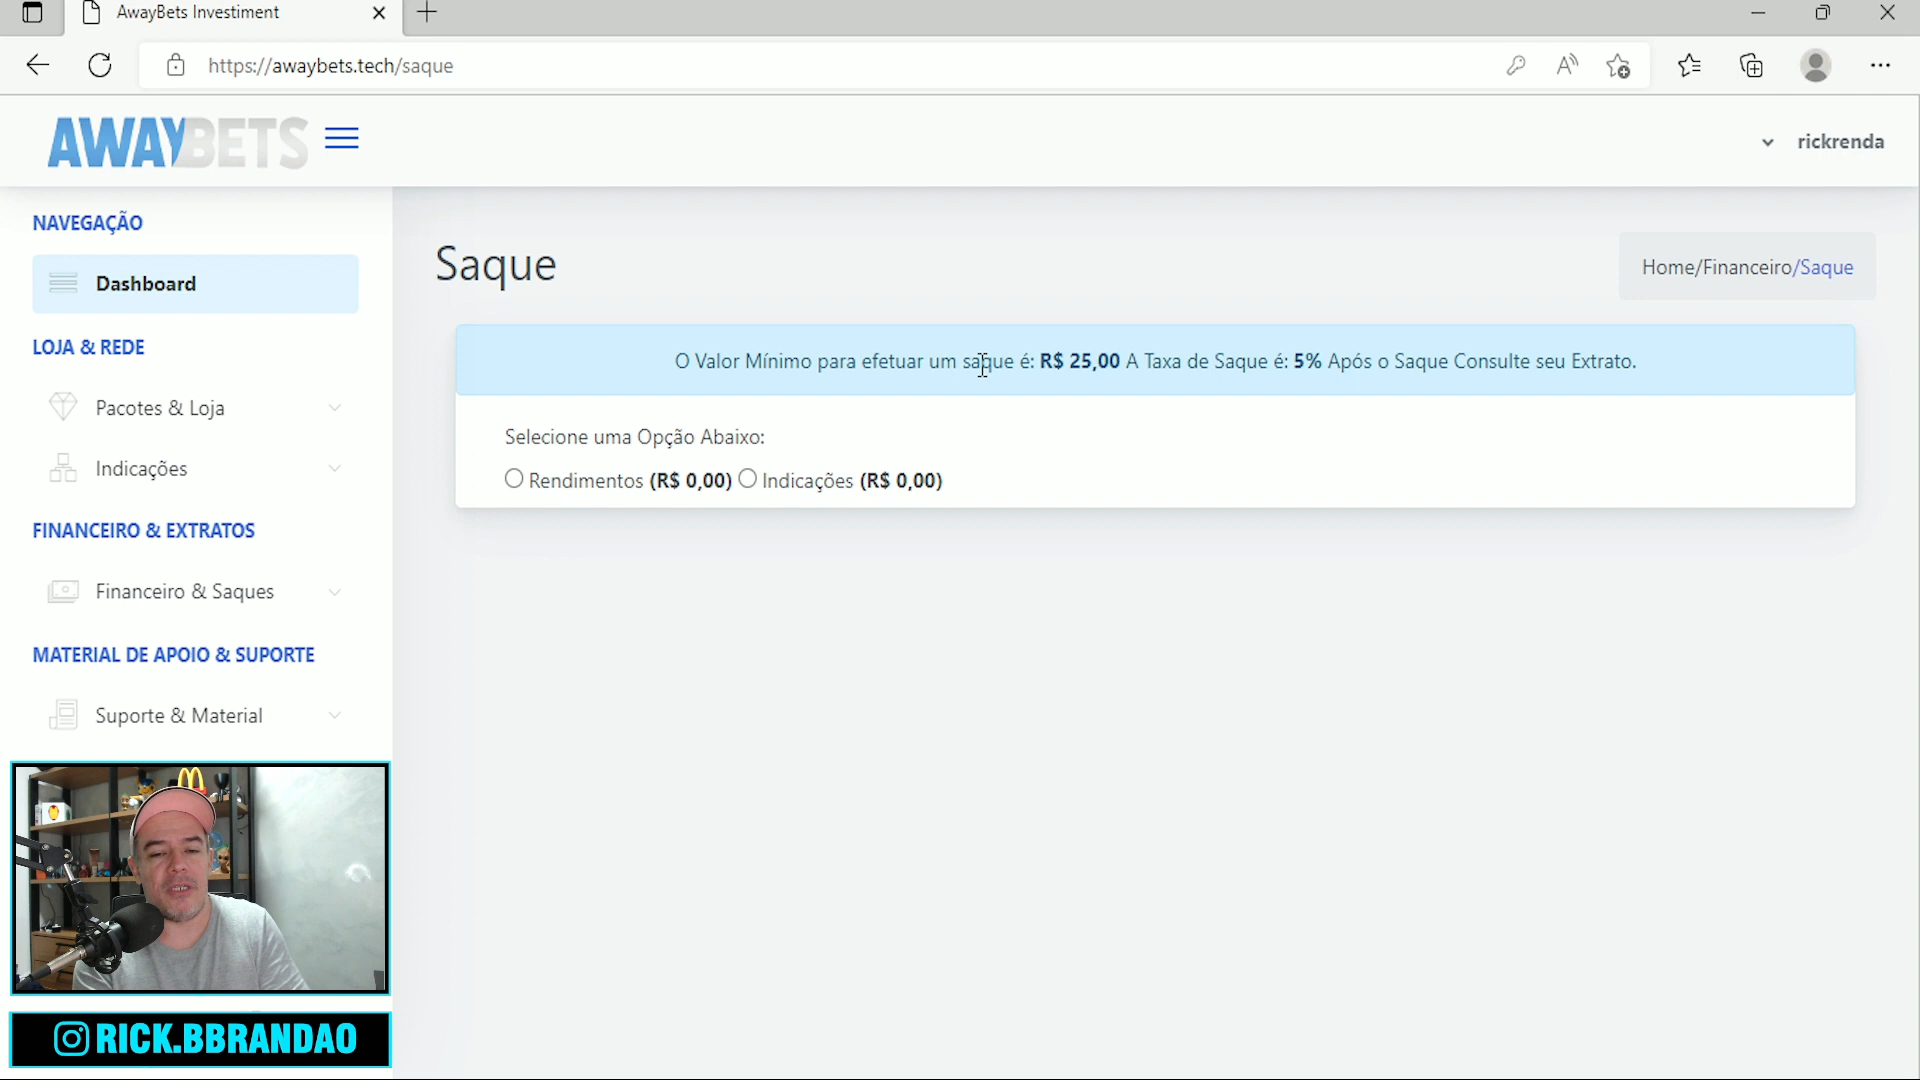 AwayBets Investiment
https://awaybets.tech/saque
AWAYBETS
rickrenda
NAVEGAÇÃO
Dashboard
LOJA & REDE
Pacotes & Loja
Indicações
FINANCEIRO & EXTRATOS
Financeiro & Saques
MATERIAL DE APOIO & SUPORTE
Suporte & Material
Saque
Home/Financeiro/Saque
O Valor Mínimo para efetuar um saque é: R$ 25,00 A Taxa de Saque é: 5% Após o Saque Consulte seu Extrato.
Selecione uma Opção Abaixo:
Rendimentos (R$ 0,00) Indicações (R$ 0,00)
RICK.BBRANDAO